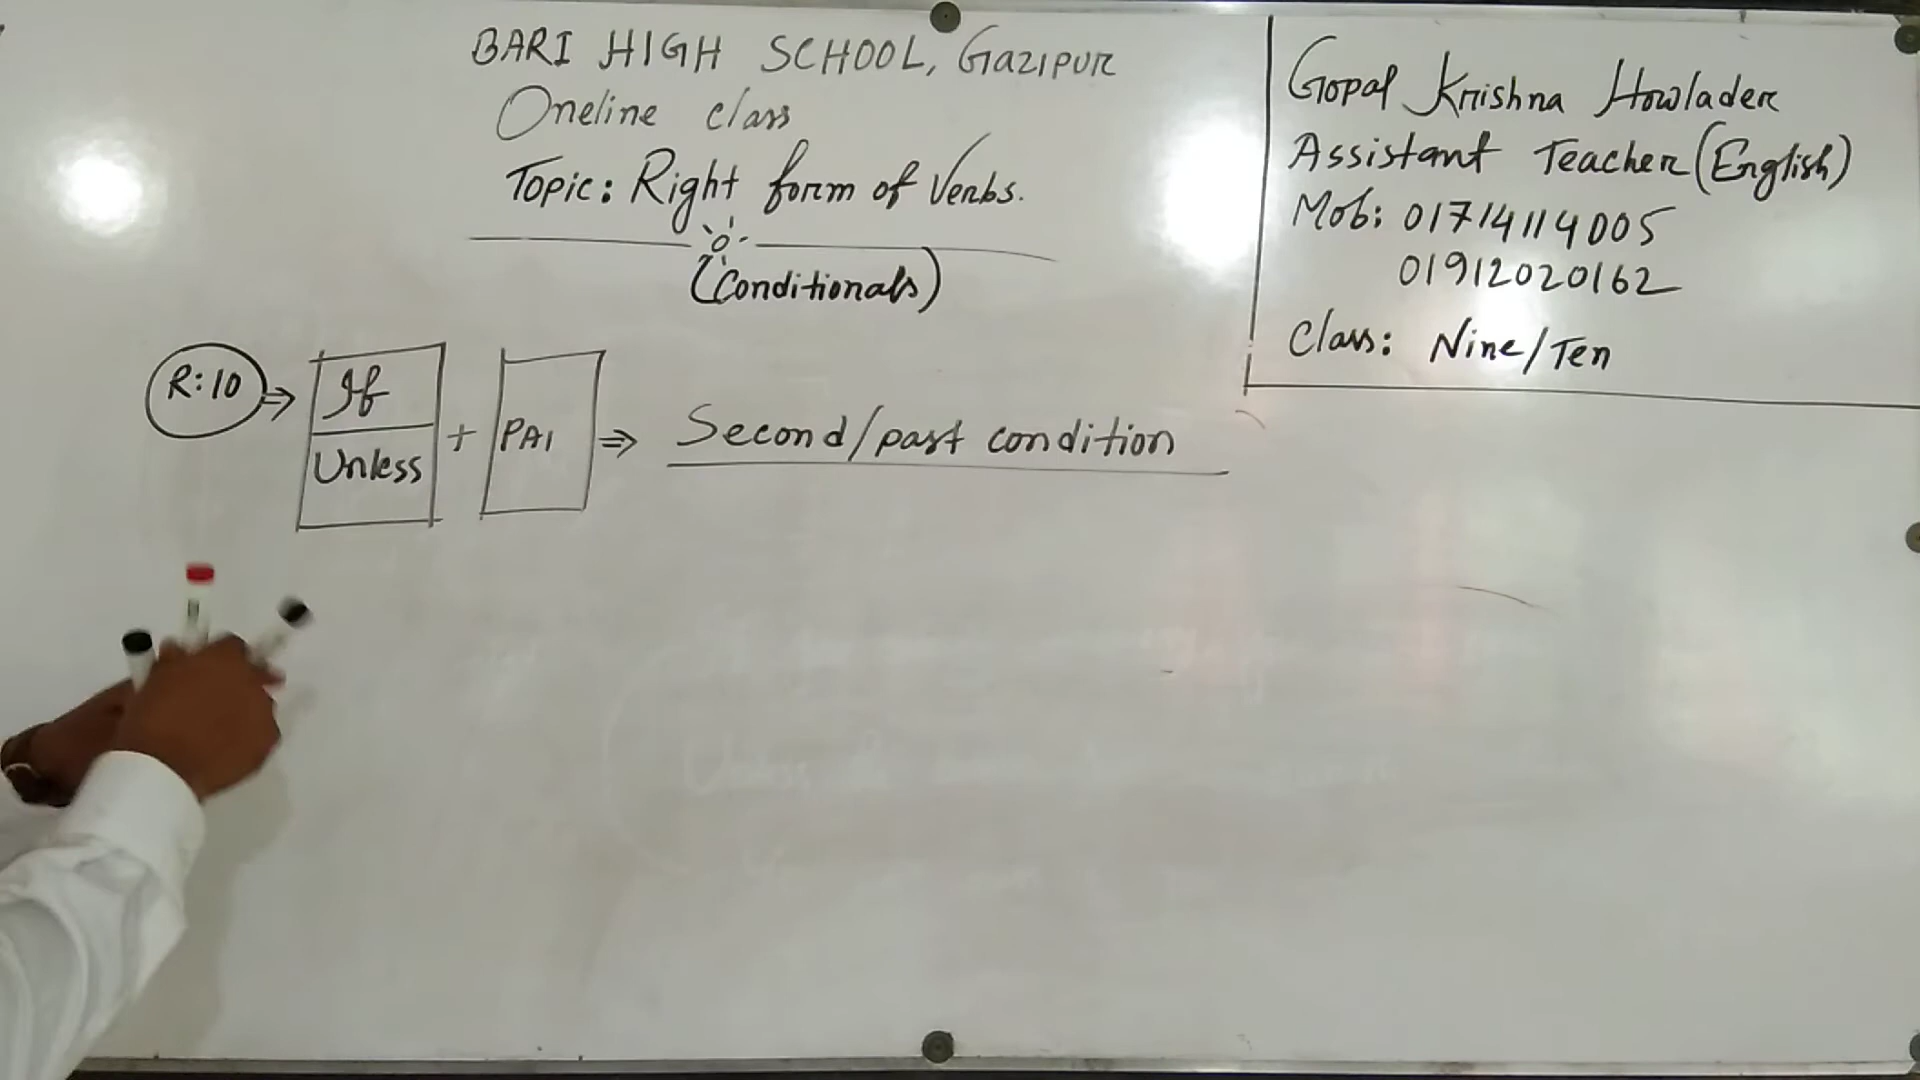 BARI HIGH SCHOOL, Gazipur
Oneline class
Topic: Right form of Verbs.
(Conditionals)
Gopal Krishna Howlader
Assistant Teacher (English)
Mob: 01714114005
01912020162
Class: Nine/Ten
R:10 ⇒ If
Unless + PAI ⇒ Second/past condition